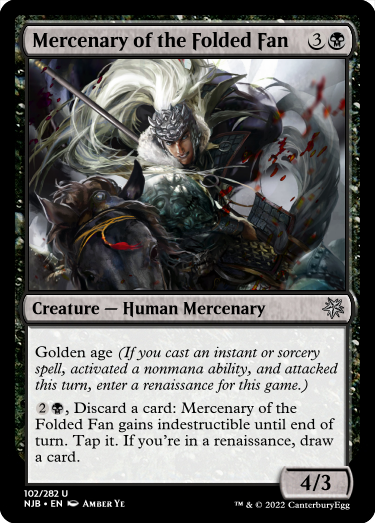 Mercenary of the Folded Fan 3
Creature — Human Mercenary
Golden age (If you cast an instant or sorcery
spell, activated a nonmana ability, and attacked
this turn, enter a renaissance for this game.)
2 , Discard a card: Mercenary of the
Folded Fan gains indestructible until end of
turn. Tap it. If you're in a renaissance, draw
a card.
4/3
102/282 U
NJB • EN Amber Ye
™ & © 2022 CanterburyEgg